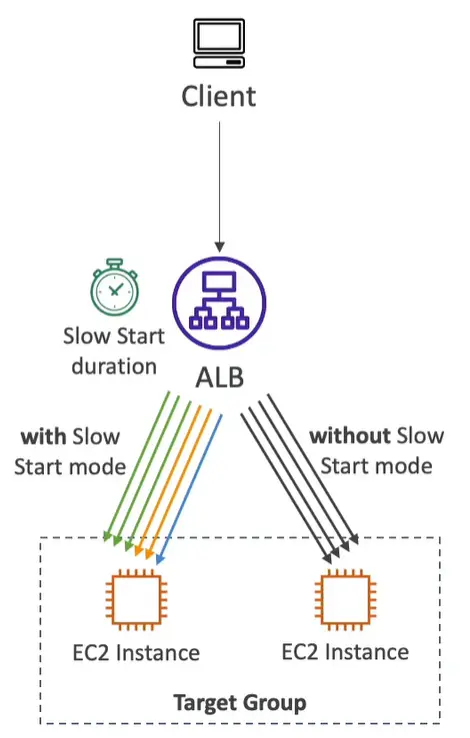 Client
Slow Start
duration
ALB
with Slow
Start mode
without Slow
Start mode
EC2 Instance
EC2 Instance
Target Group